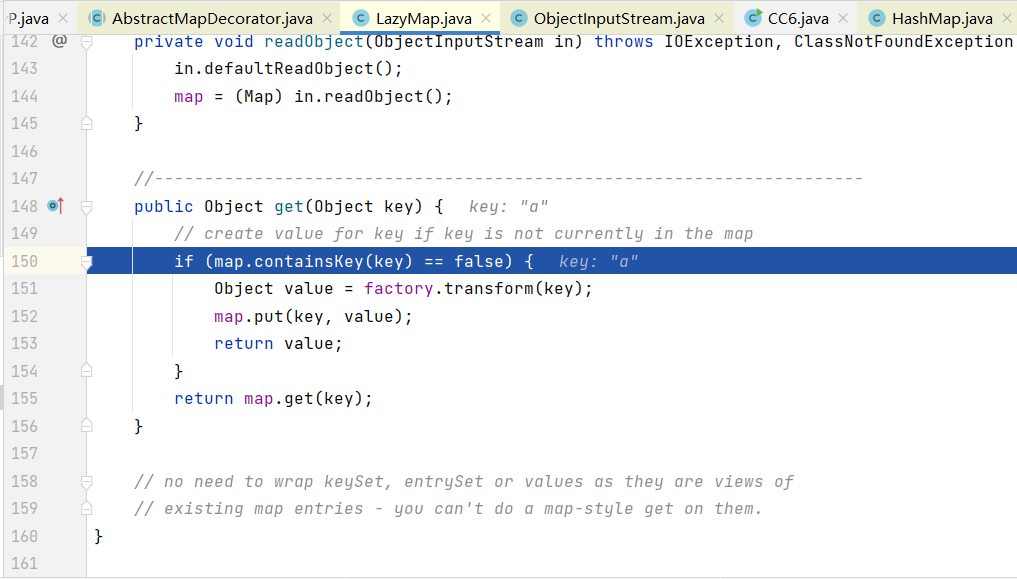 P.java AbstractMapDecorator.java LazyMap.java ObjectInputStream.java CC6.java HashMap.java
142 @ private void readObject(ObjectInputStream in) throws IOException, ClassNotFoundException
143 in.defaultReadObject();
144 map = (Map) in.readObject();
145 }
146
147 //-----------------------------------------------------------------------
148 public Object get(Object key) { key: "a"
149 // create value for key if key is not currently in the map
150 if (map.containsKey(key) == false) { key: "a"
151 Object value = factory.transform(key);
152 map.put(key, value);
153 return value;
154 }
155 return map.get(key);
156 }
157
158 // no need to wrap keySet, entrySet or values as they are views of
159 // existing map entries - you can't do a map-style get on them.
160 }
161